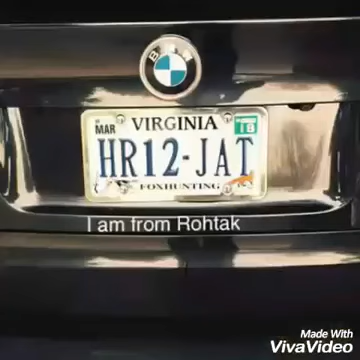 BMW
MAR VIRGINIA 18
HR12-JAT
FOXHUNTING
I am from Rohtak
Made With
VivaVideo